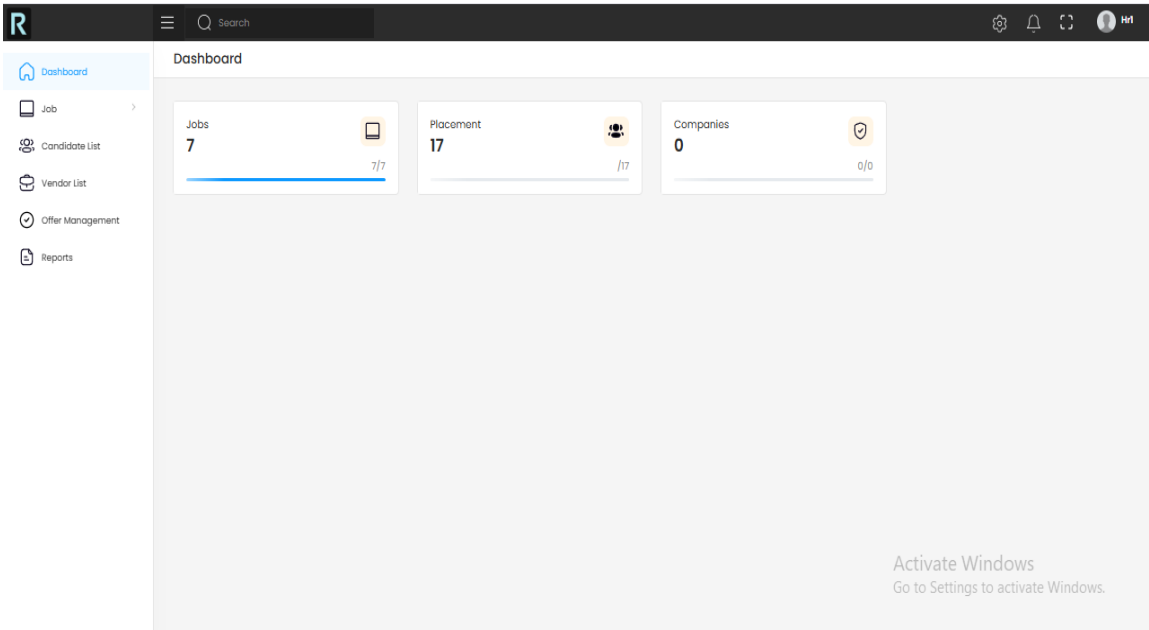 R
Search
Hr1
Dashboard
Dashboard
Job
Candidate List
Vendor List
Offer Management
Reports
Jobs
7
7/7
Placement
17
/17
Companies
0
0/0
Activate Windows
Go to Settings to activate Windows.